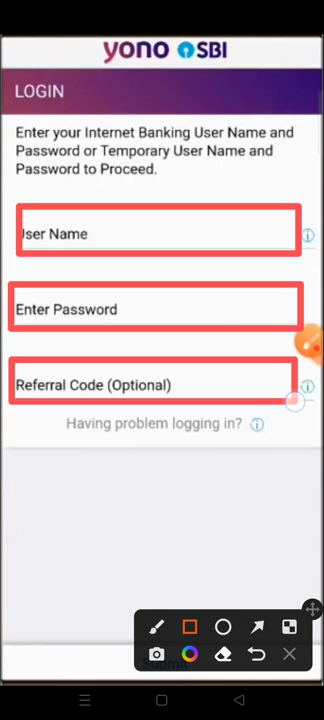 yono SBI
LOGIN
Enter your Internet Banking User Name and
Password or Temporary User Name and
Password to Proceed.
User Name
Enter Password
Referral Code (Optional)
Having problem logging in?